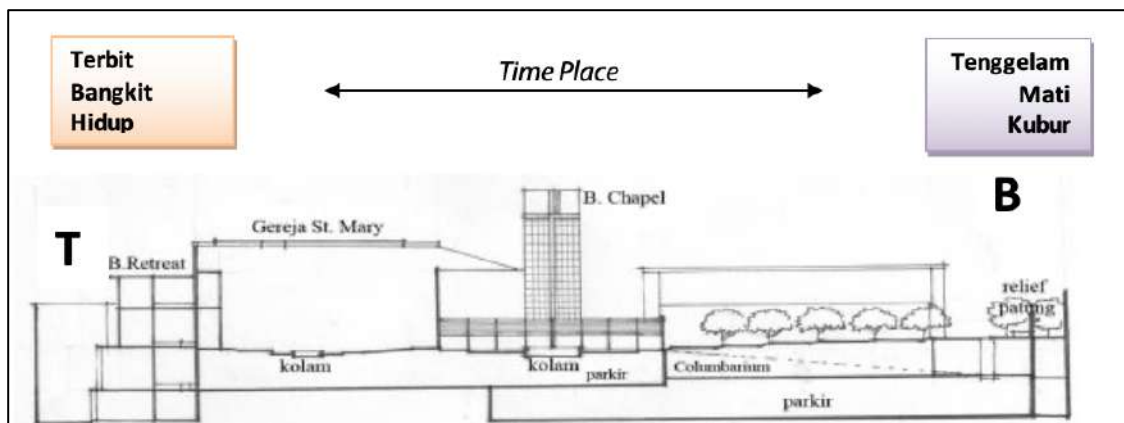 Terbit
Bangkit
Hidup
Time Place
Tenggelam
Mati
Kubur
T
B
B. Chapel
Gereja St. Mary
B.Retreat
relief
patung
kolam
kolam
parkir
Columbarium
parkir